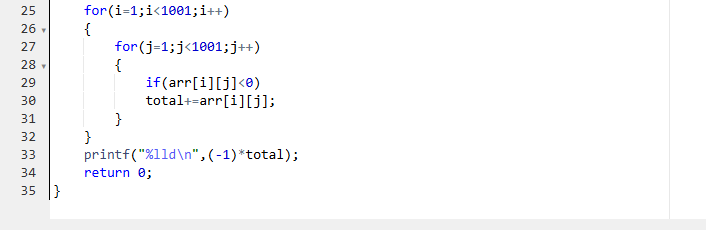 25 for(i=1;i<1001;i++)
26 {
27 for(j=1;j<1001;j++)
28 {
29 if(arr[i][j]<0)
30 total+=arr[i][j];
31 }
32 }
33 printf("%lld\n",(-1)*total);
34 return 0;
35 }